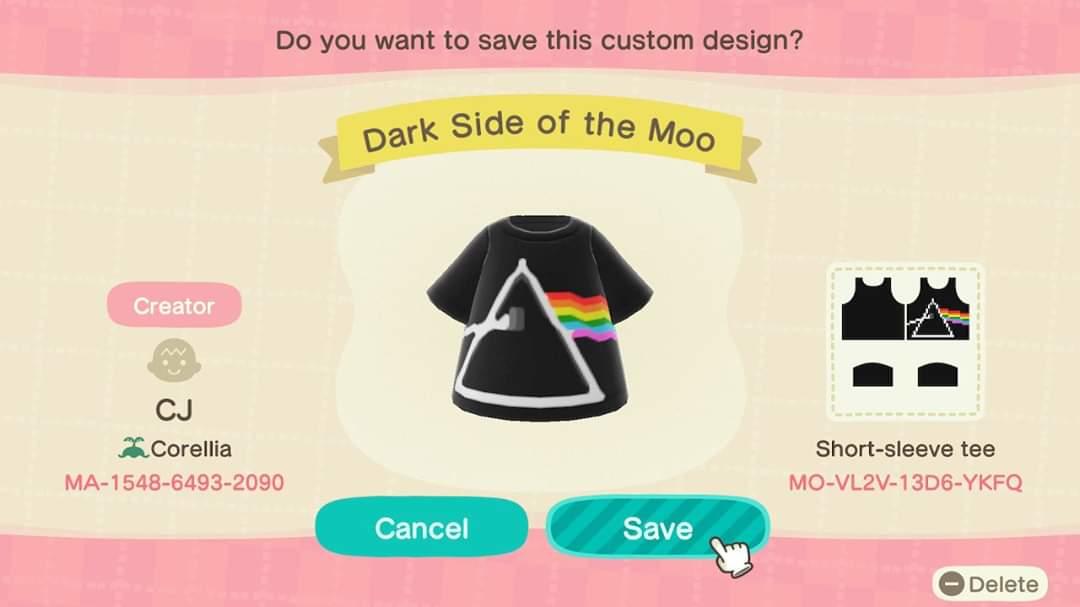 Do you want to save this custom design?
Dark Side of the Moo
Creator
CJ
Corellia
MA-1548-6493-2090
Short-sleeve tee
MO-VL2V-13D6-YKFQ
Cancel
Save
Delete